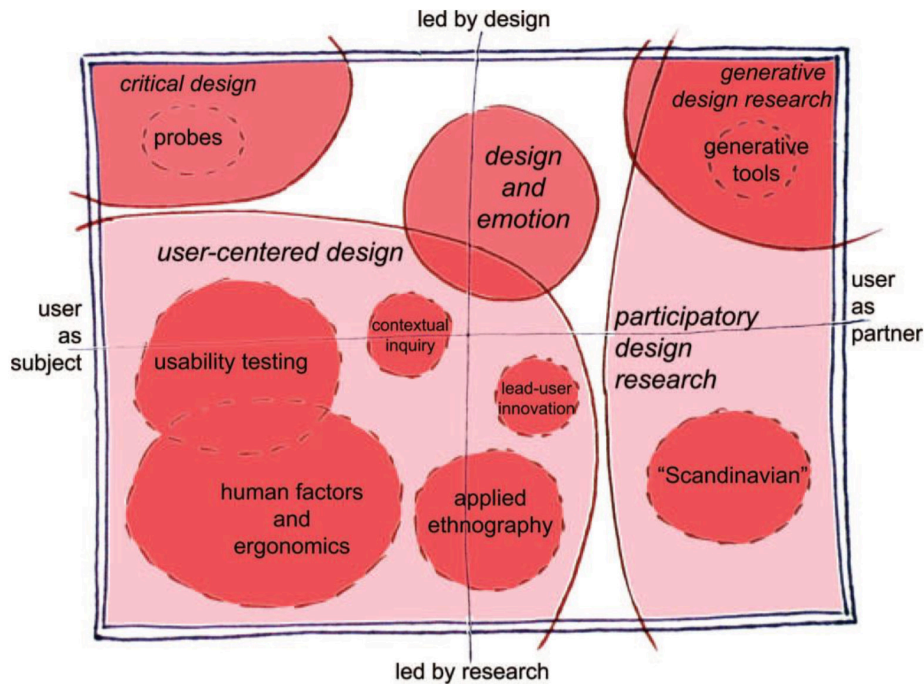 led by design
critical design
probes
generative
design research
generative
tools
design
and
emotion
user-centered design
user
as
subject
usability testing
contextual
inquiry
lead-user
innovation
participatory
design
research
user
as
partner
human factors
and
ergonomics
applied
ethnography
“Scandinavian”
led by research